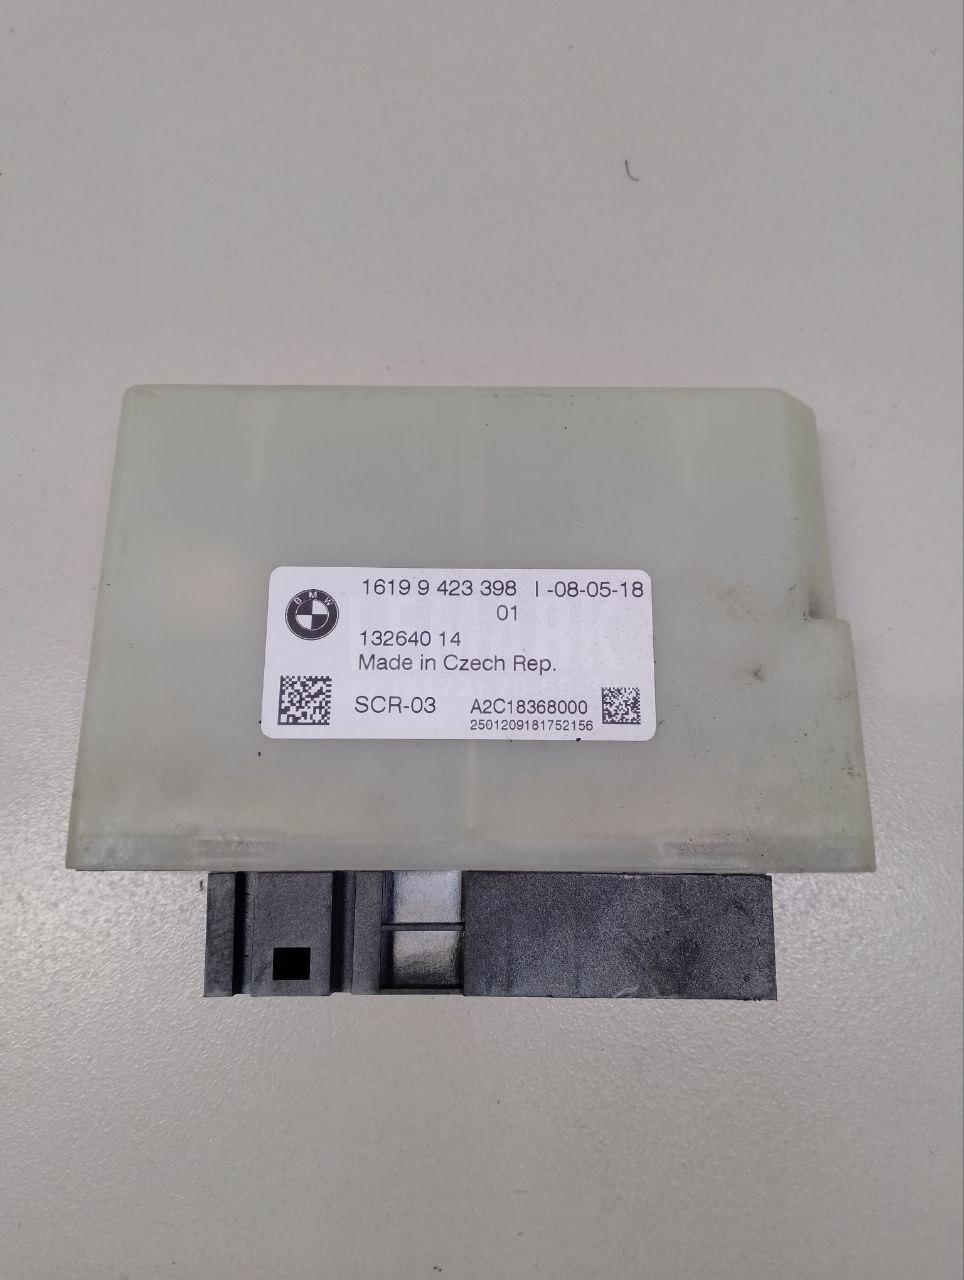 BMW
1619 9 423 398 I -08-05-18
01
132640 14
Made in Czech Rep.
SCR-03 A2C18368000
2501209181752156